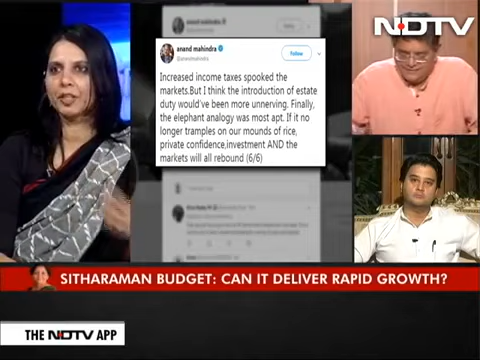 NDTV
anand mahindra
anand mahindra
@anandmahindra
Follow
Increased income taxes spooked the
markets.But I think the introduction of estate
duty would've been more unnerving. Finally,
the elephant analogy was most apt. If it no
longer tramples on our mounds of rice,
private confidence,investment AND the
markets will all rebound (6/6)
SITHARAMAN BUDGET: CAN IT DELIVER RAPID GROWTH?
THE NDTV APP